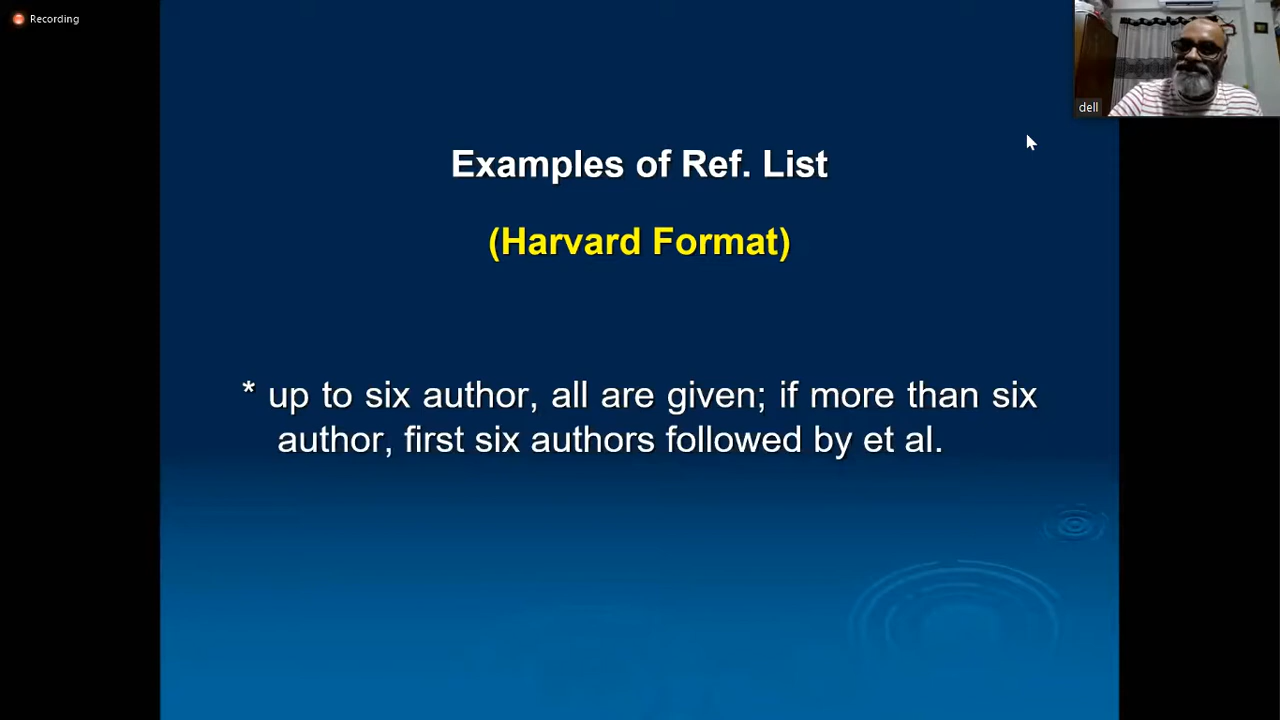 Recording
dell
Examples of Ref. List
(Harvard Format)
* up to six author, all are given; if more than six
author, first six authors followed by et al.